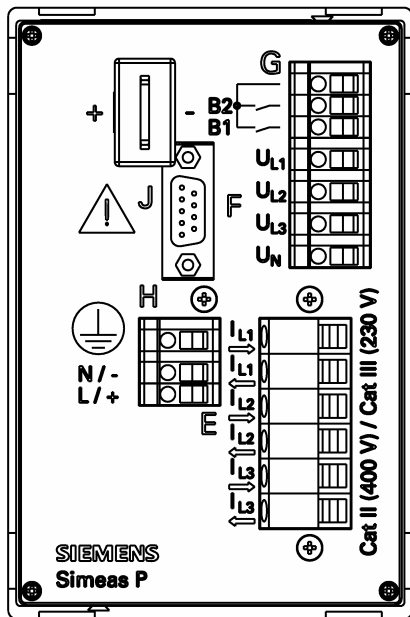 G
+ -
B2
B1
UL1
J
F
UL2
UL3
UN
H
IL1
IL1
N / -
L / +
IL2
E
IL2
IL3
IL3
Cat II (400 V) / Cat III (230 V)
SIEMENS
Simeas P